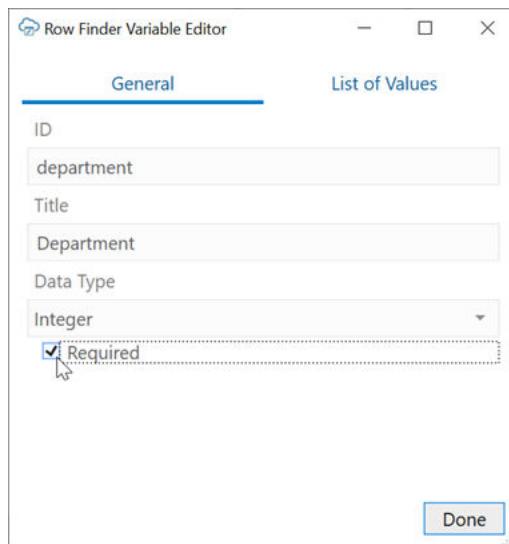 Row Finder Variable Editor
General List of Values
ID
department
Title
Department
Data Type
Integer
Required
Done